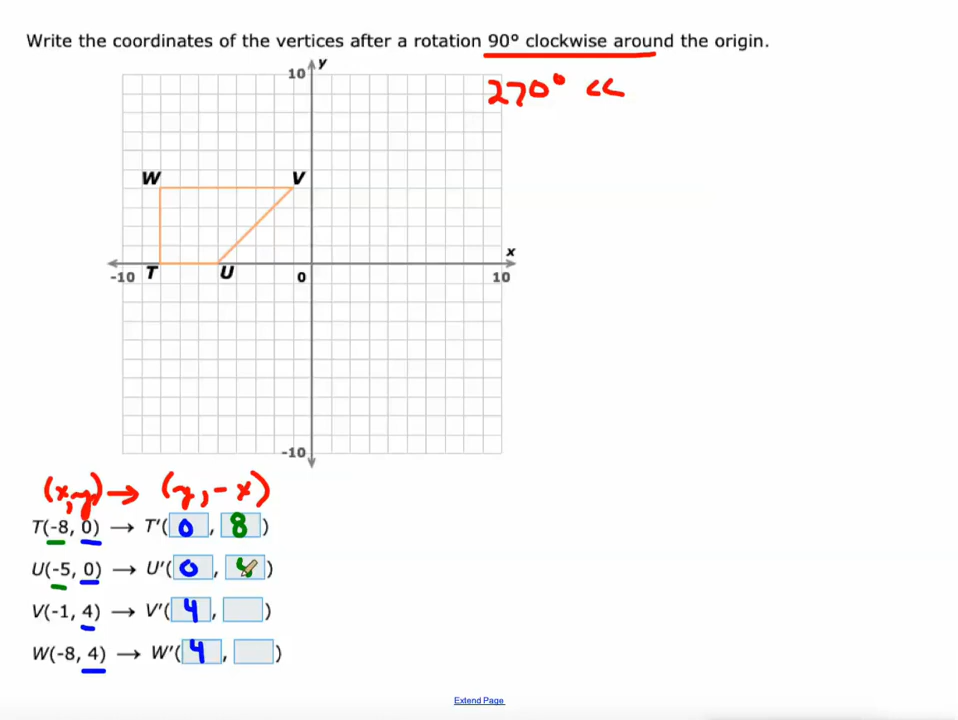 Write the coordinates of the vertices after a rotation 90° clockwise around the origin.
270° cc
10 y
W V
x
-10 T U 0 10
-10
(x,y) → (y,-x)
T(-8, 0) → T'(0, 8)
U(-5, 0) → U'(0, )
V(-1, 4) → V'(4, )
W(-8, 4) → W'(4, )
Extend Page